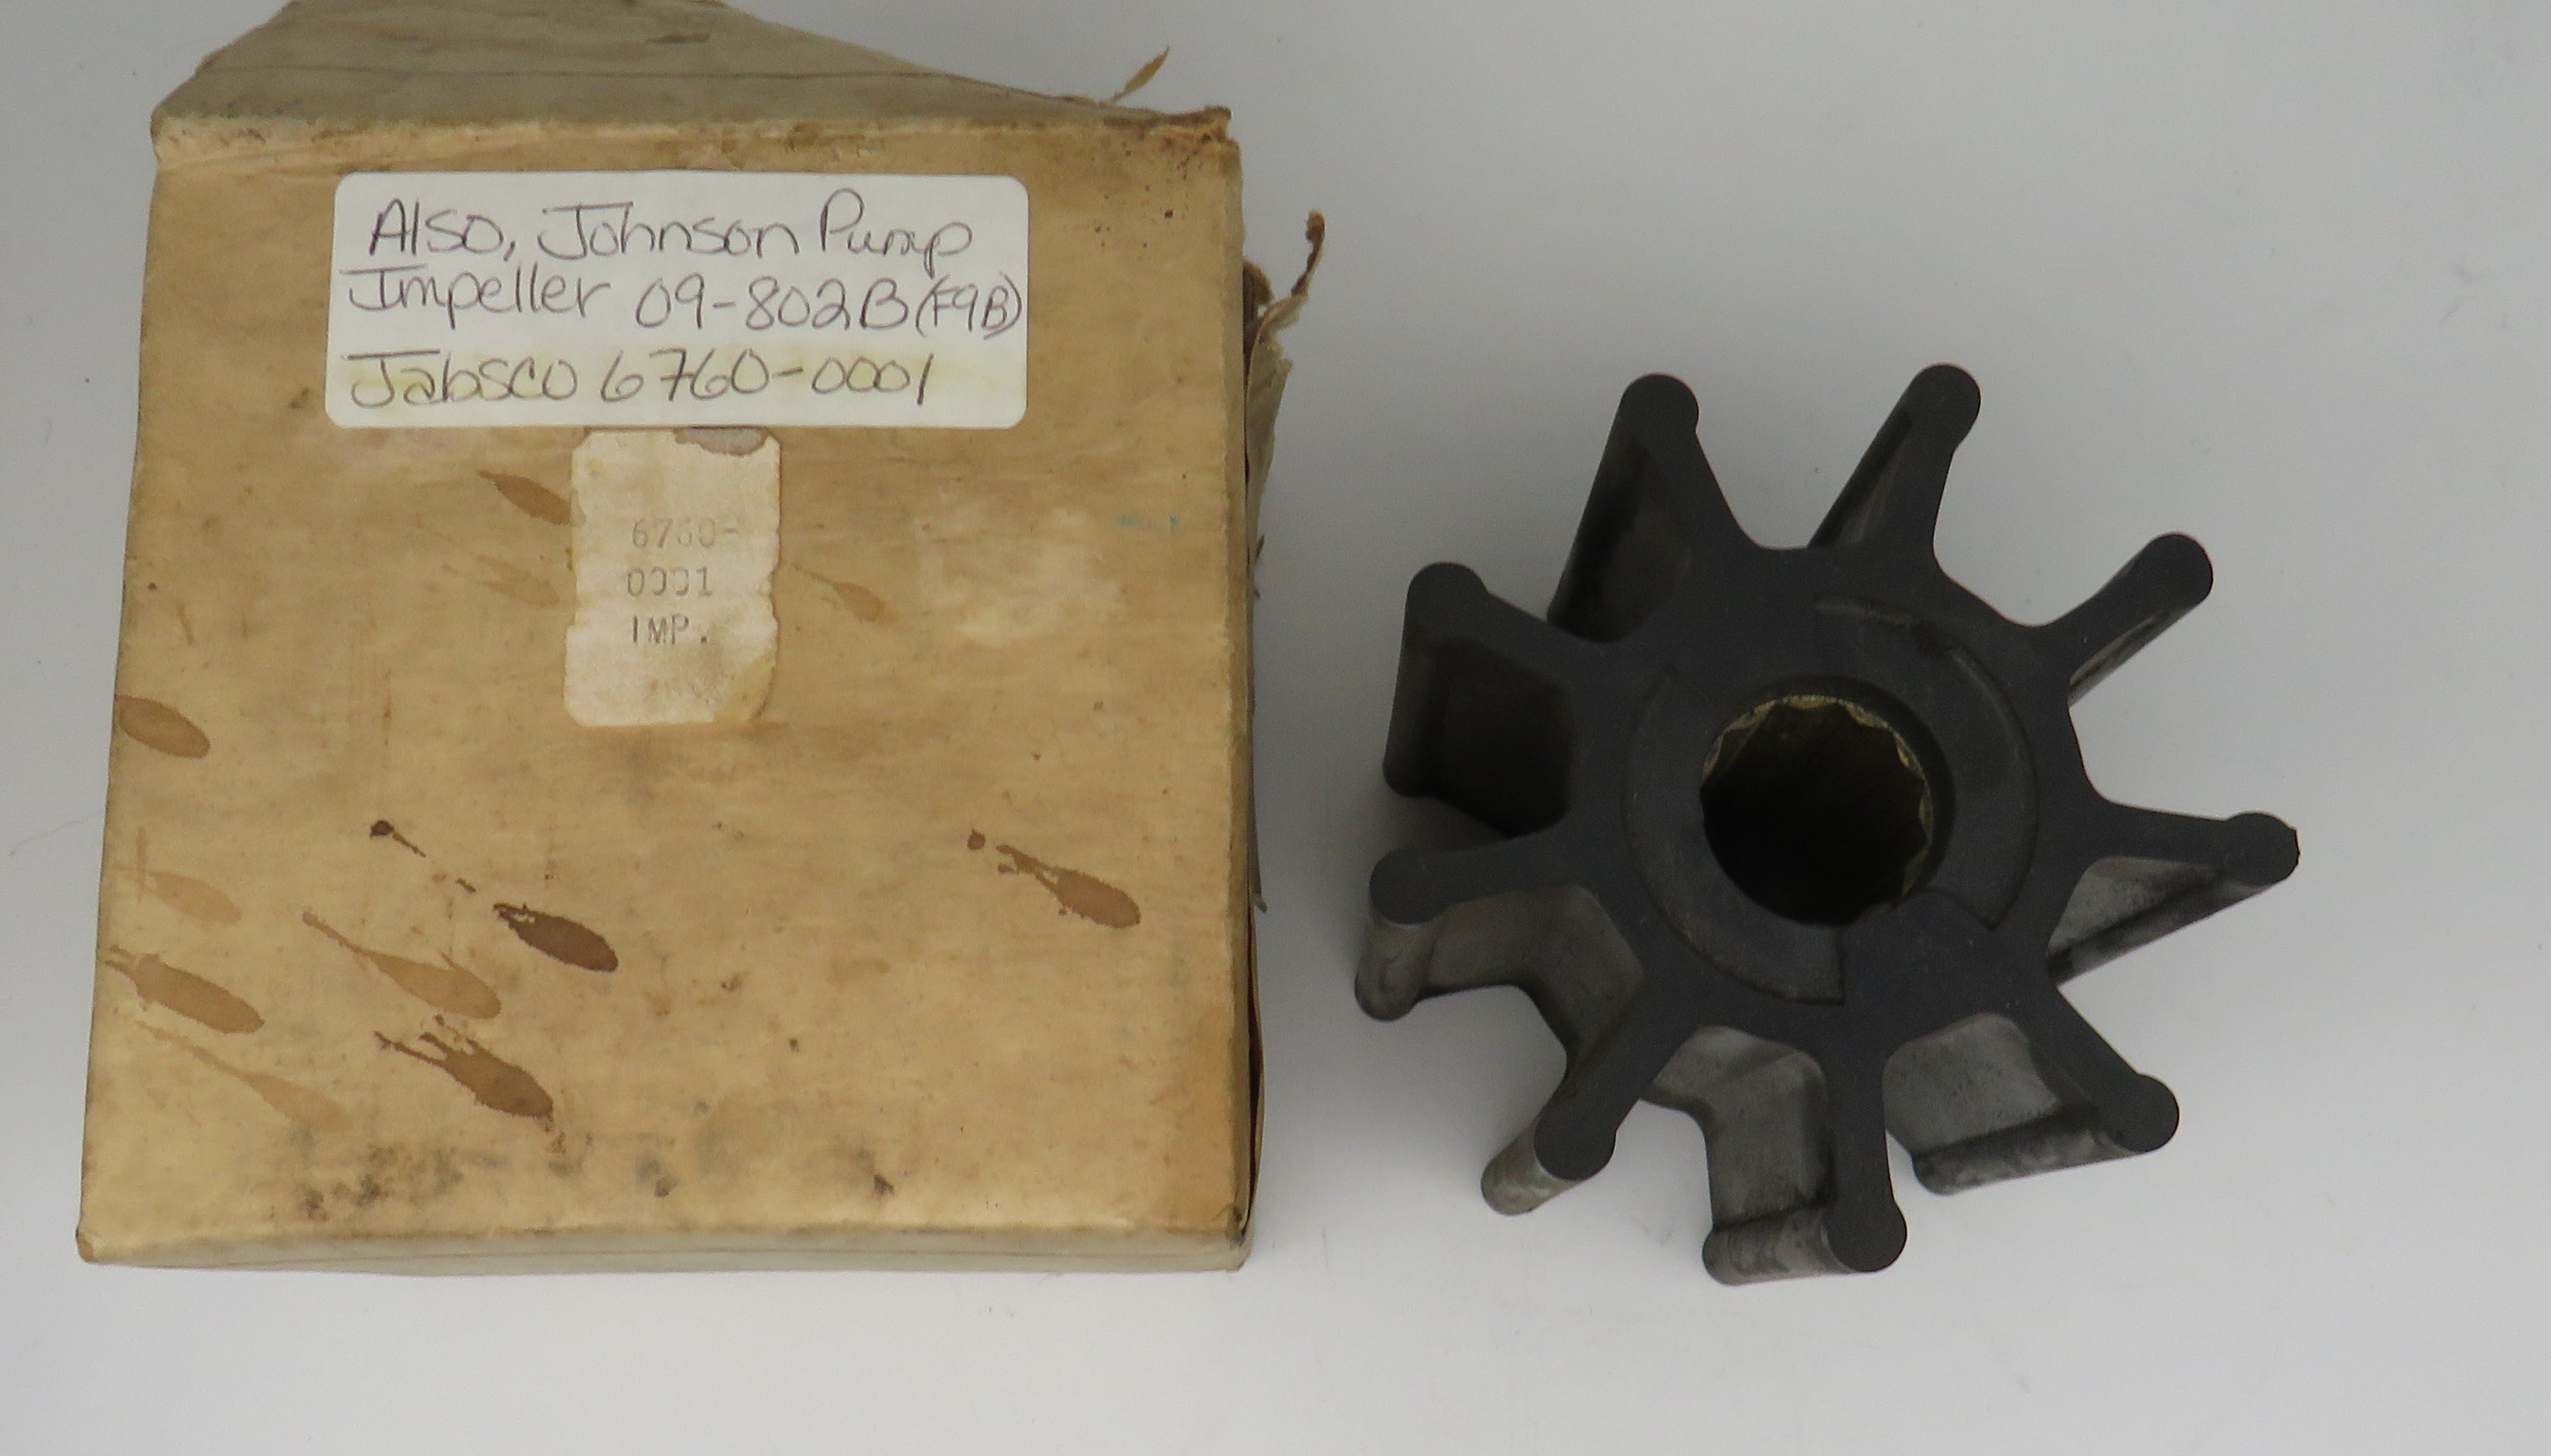 Also, Johnson Pump
Impeller 09-802B (F9B)
Jabsco 6760-0001
6760-
0001
IMP.